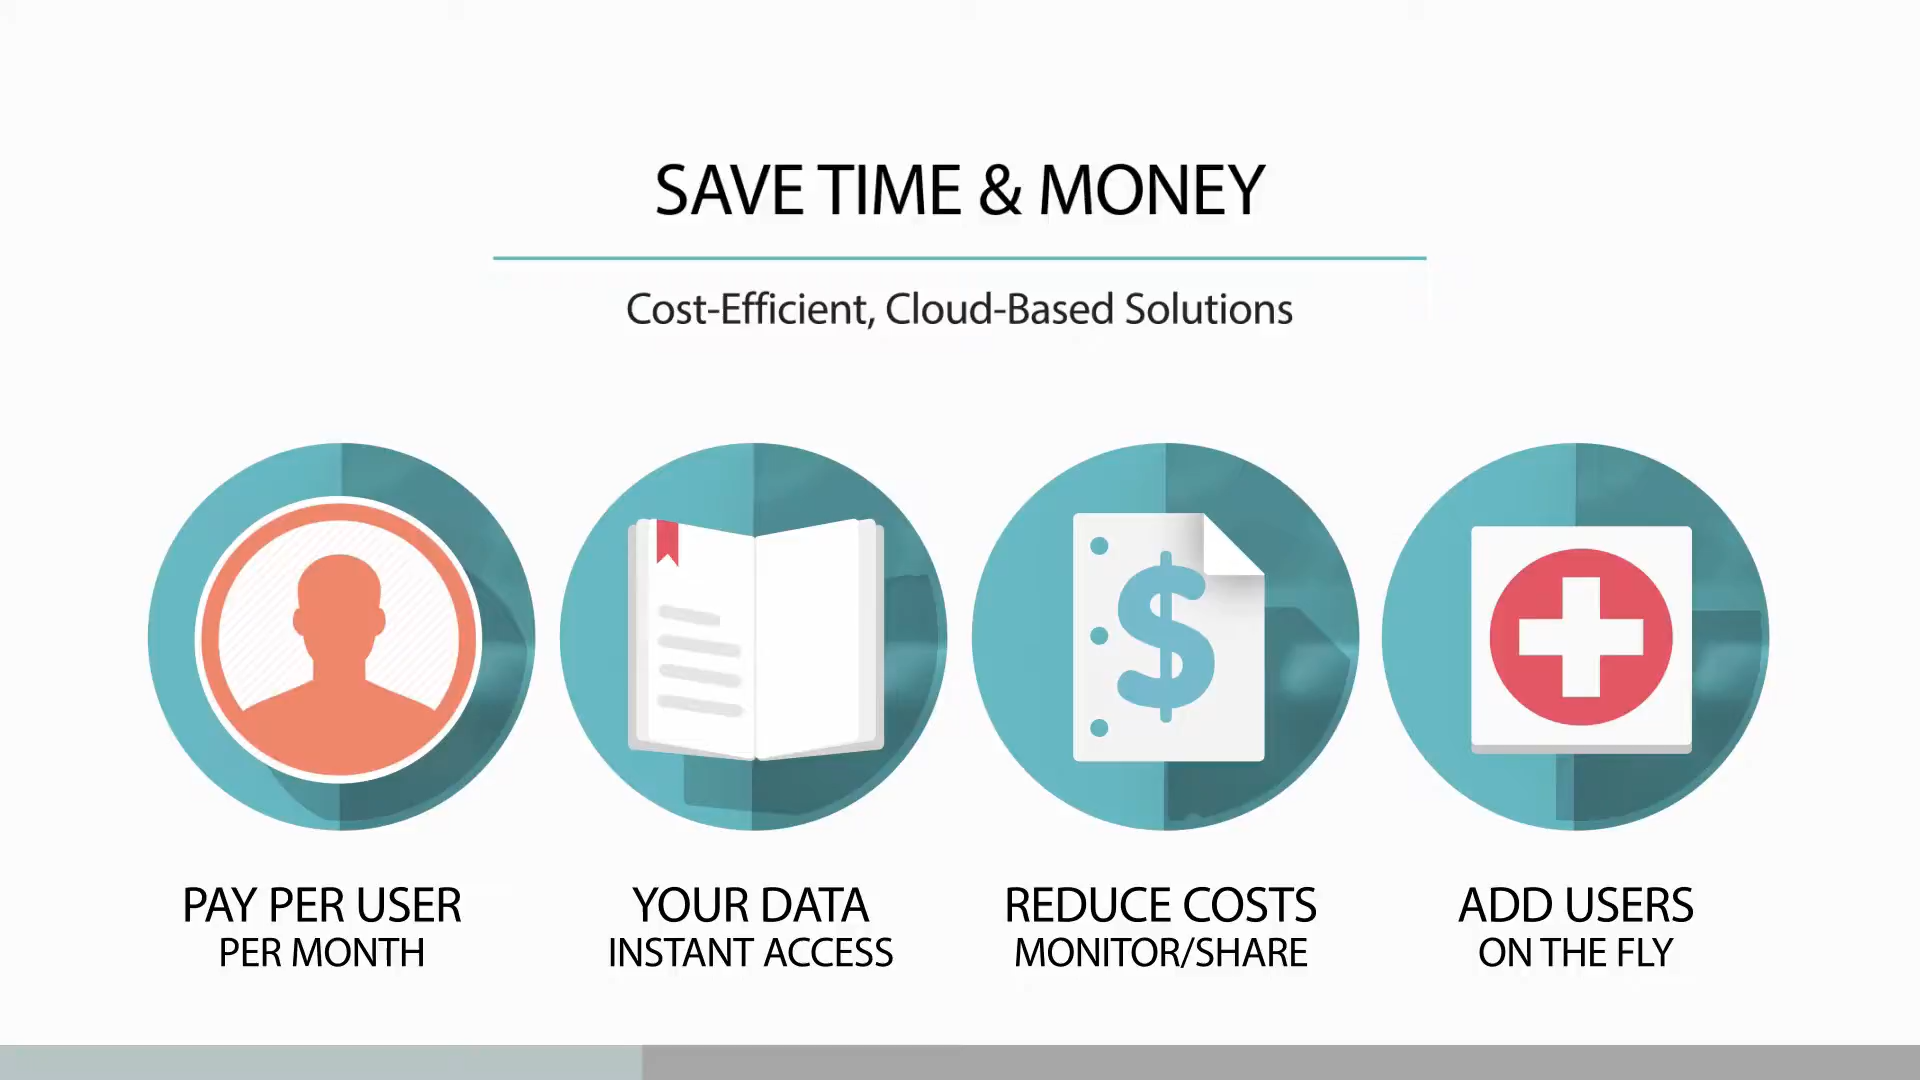 SAVE TIME & MONEY
Cost-Efficient, Cloud-Based Solutions
$
PAY PER USER
PER MONTH
YOUR DATA
INSTANT ACCESS
REDUCE COSTS
MONITOR/SHARE
ADD USERS
ON THE FLY